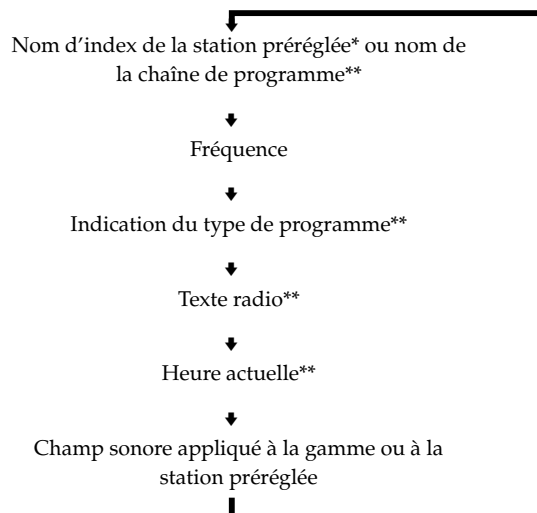 Nom d'index de la station préréglée* ou nom de
la chaîne de programme**
Fréquence
Indication du type de programme**
Texte radio**
Heure actuelle**
Champ sonore appliqué à la gamme ou à la
station préréglée